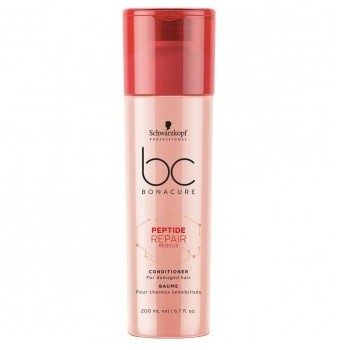 Schwarzkopf
PROFESSIONAL
bc
BONACURE
PEPTIDE
REPAIR
RESCUE
CONDITIONER
For damaged hair
BAUME
Pour cheveux sensibilisés
200 mL net | 6.7 fl. oz.